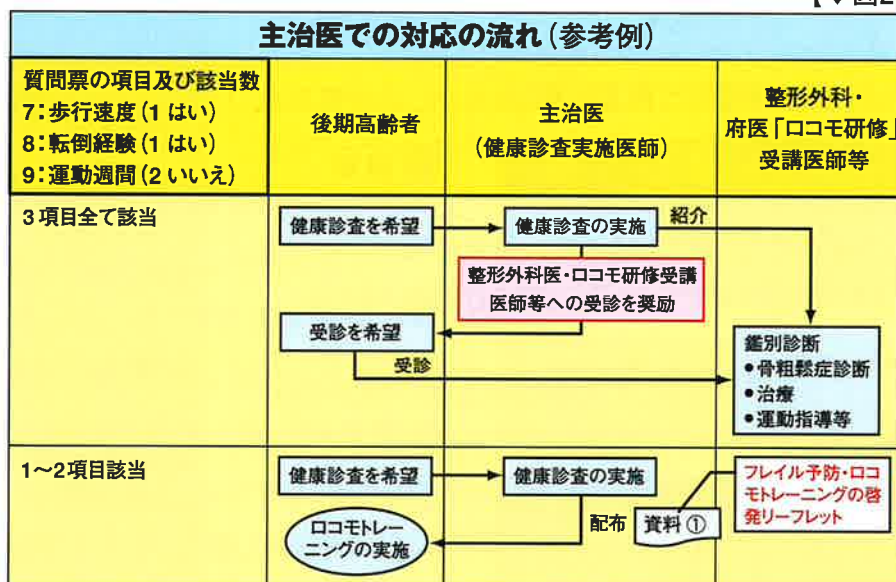 【▼図2
主治医での対応の流れ(参考例)
質問票の項目及び該当数
7:歩行速度(1 はい)
8:転倒経験(1 はい)
9:運動週間(2 いいえ)
後期高齢者
主治医
(健康診査実施医師)
整形外科・
府医「ロコモ研修」
受講医師等
3項目全て該当
健康診査を希望
健康診査の実施
紹介
整形外科医・ロコモ研修受講
医師等への受診を奨励
受診を希望
受診
鑑別診断
●骨粗鬆症診断
●治療
●運動指導等
1～2項目該当
健康診査を希望
健康診査の実施
配布
資料①
フレイル予防・ロコ
モトレーニングの啓
発リーフレット
ロコモトレー
ニングの実施